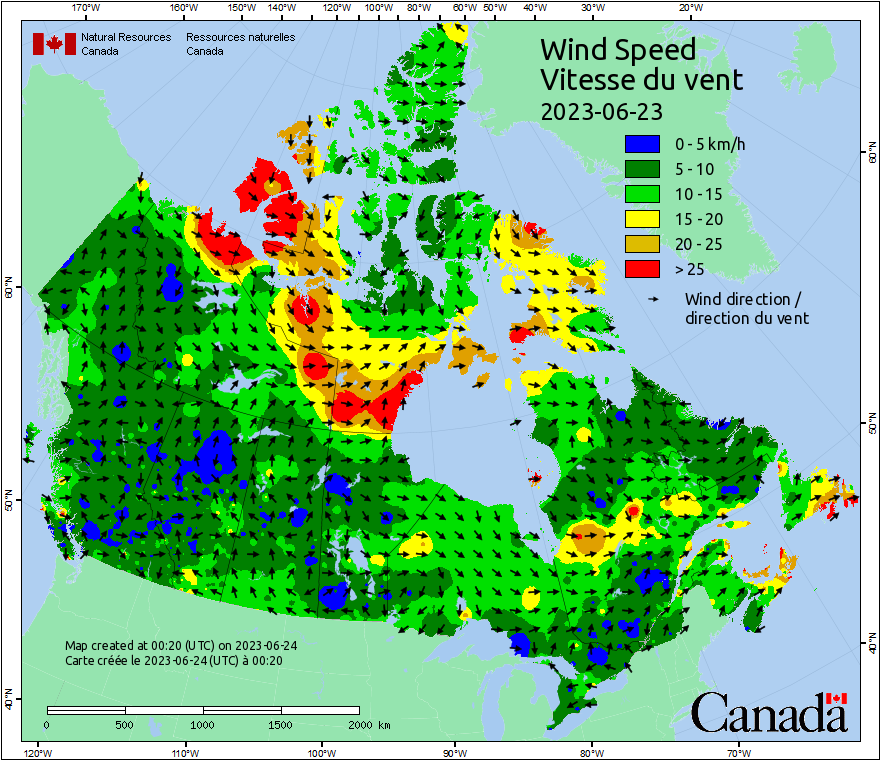 170°W 160°W 150°W 140°W 120°W 100°W 80°W 60°W 50°W 40°W 30°W 20°W
Natural Resources Ressources naturelles
Canada Canada
Wind Speed
Vitesse du vent
2023-06-23
0 - 5 km/h
5 - 10
10 - 15
15 - 20
20 - 25
> 25
Wind direction /
direction du vent
60°N
60°N
50°N
50°N
40°N
40°N
Map created at 00:20 (UTC) on 2023-06-24
Carte créée le 2023-06-24 (UTC) à 00:20
0 500 1000 1500 2000 km
Canada
120°W 110°W 100°W 90°W 80°W 70°W